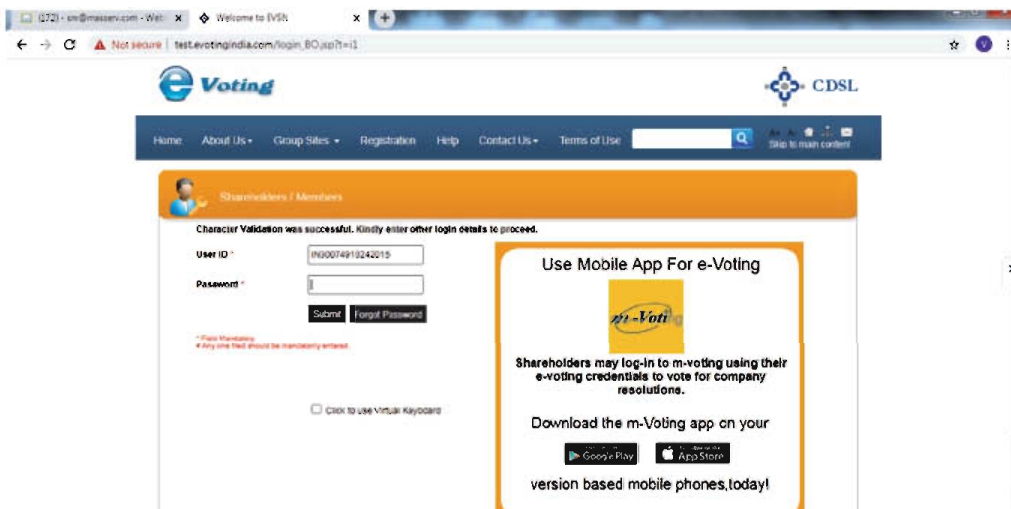 (172) - smr@masserv.com - Web
Welcome to EVSN
Not secure | test.evotingindia.com/login_BO.jsp?t=i1
V
e Voting
CDSL
Home About Us Group Sites Registration Help Contact Us Terms of Use
Skip to main content
Shareholders / Members
Character Validation was successful. Kindly enter other login details to proceed.
User ID *
Password *
Submit Forgot Password
* Field Mandatory.
# Any one filed should be mandatorily entered.
Click to use Virtual Keyboard
Use Mobile App For e-Voting
m-Voting
Shareholders may log-in to m-voting using their
e-voting credentials to vote for company
resolutions.
Download the m-Voting app on your
Google Play App Store
version based mobile phones,today!